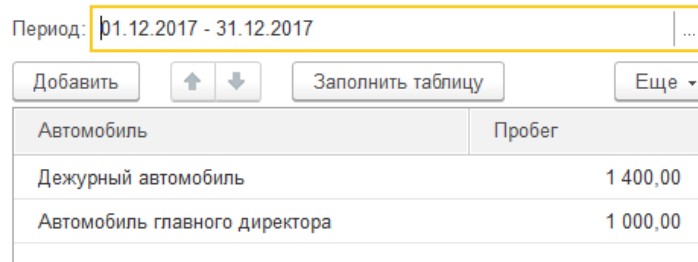 Период: 01.12.2017 - 31.12.2017 ...
Добавить Заполнить таблицу Еще
Автомобиль Пробег
Дежурный автомобиль 1 400,00
Автомобиль главного директора 1 000,00